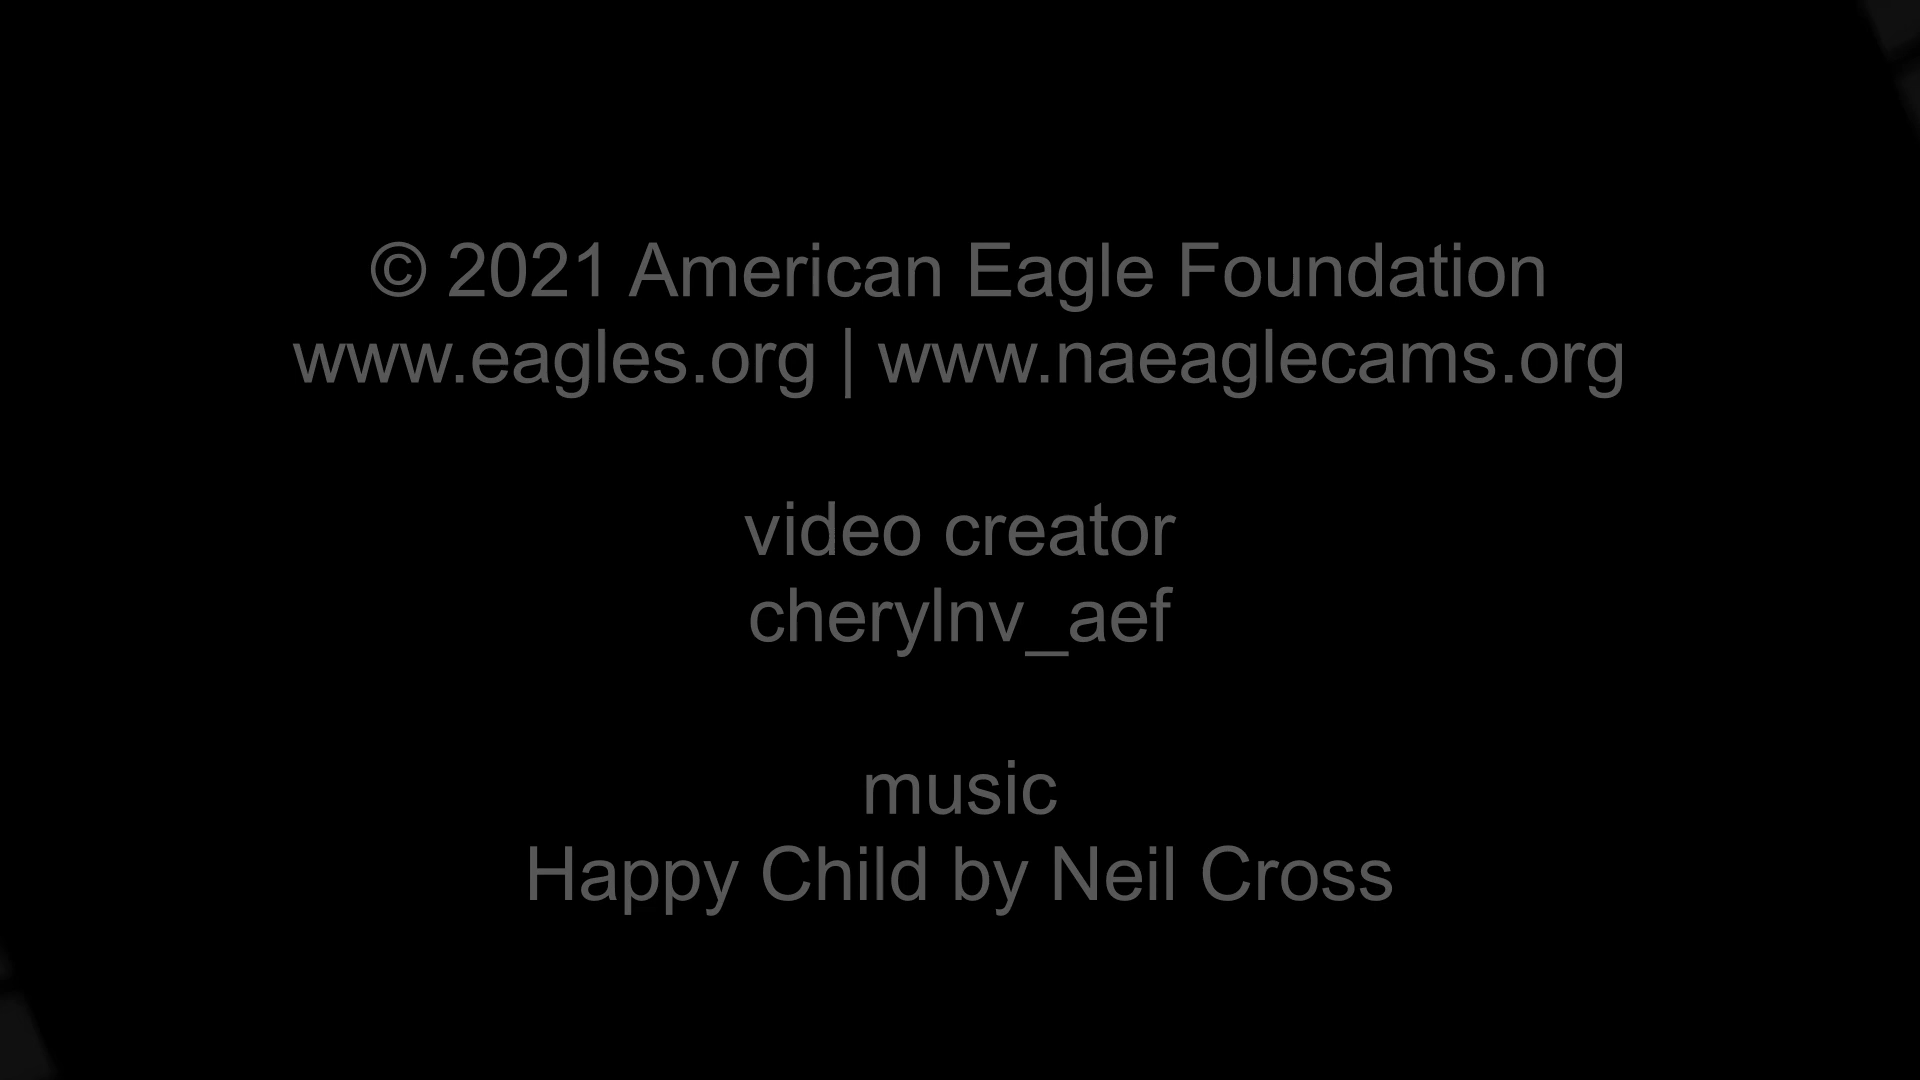 © 2021 American Eagle Foundation
www.eagles.org | www.naeaglecams.org
video creator
cherylnv_aef
music
Happy Child by Neil Cross